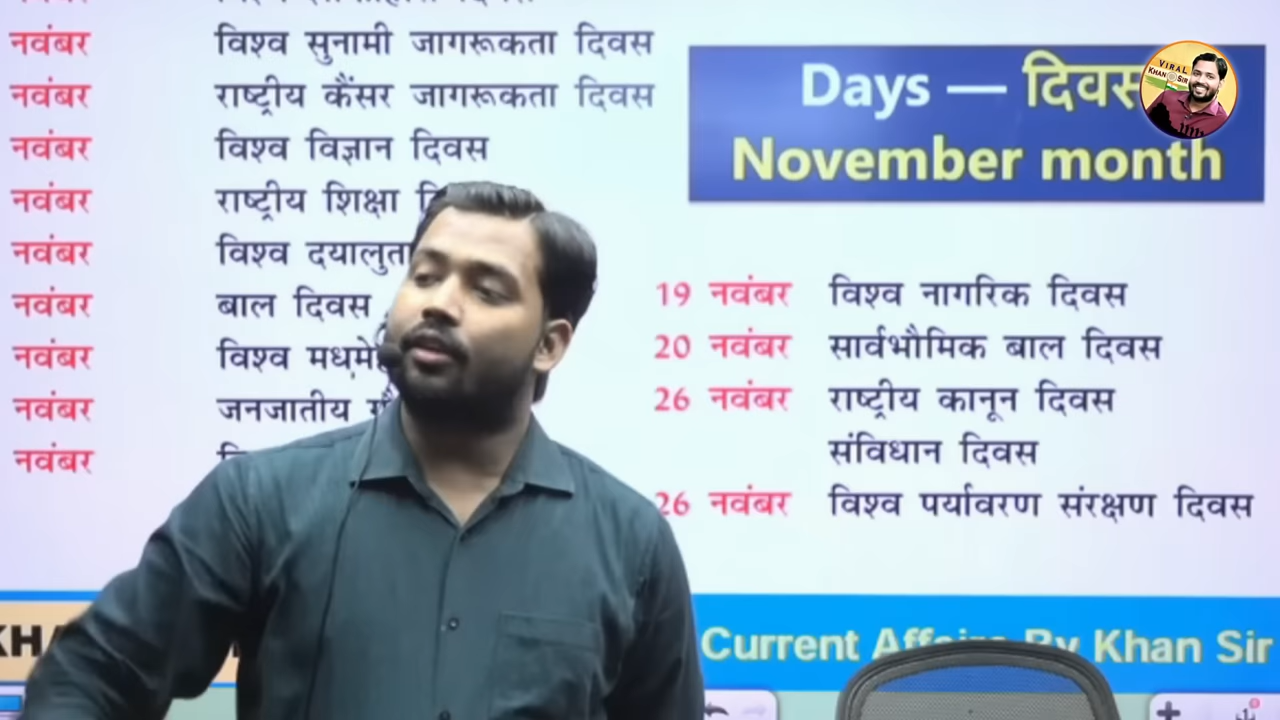 नवंबर विश्व सुनामी जागरूकता दिवस
नवंबर राष्ट्रीय कैंसर जागरूकता दिवस
नवंबर विश्व विज्ञान दिवस
नवंबर राष्ट्रीय शिक्षा
नवंबर विश्व दयालुता
नवंबर बाल दिवस
नवंबर विश्व
नवंबर जनजातीय
नवंबर
Days — दिवस
November month
VIRAL
KHAN SIR
19 नवंबर विश्व नागरिक दिवस
20 नवंबर सार्वभौमिक बाल दिवस
26 नवंबर राष्ट्रीय कानून दिवस
संविधान दिवस
26 नवंबर विश्व पर्यावरण संरक्षण दिवस
Current Affairs By Khan Sir